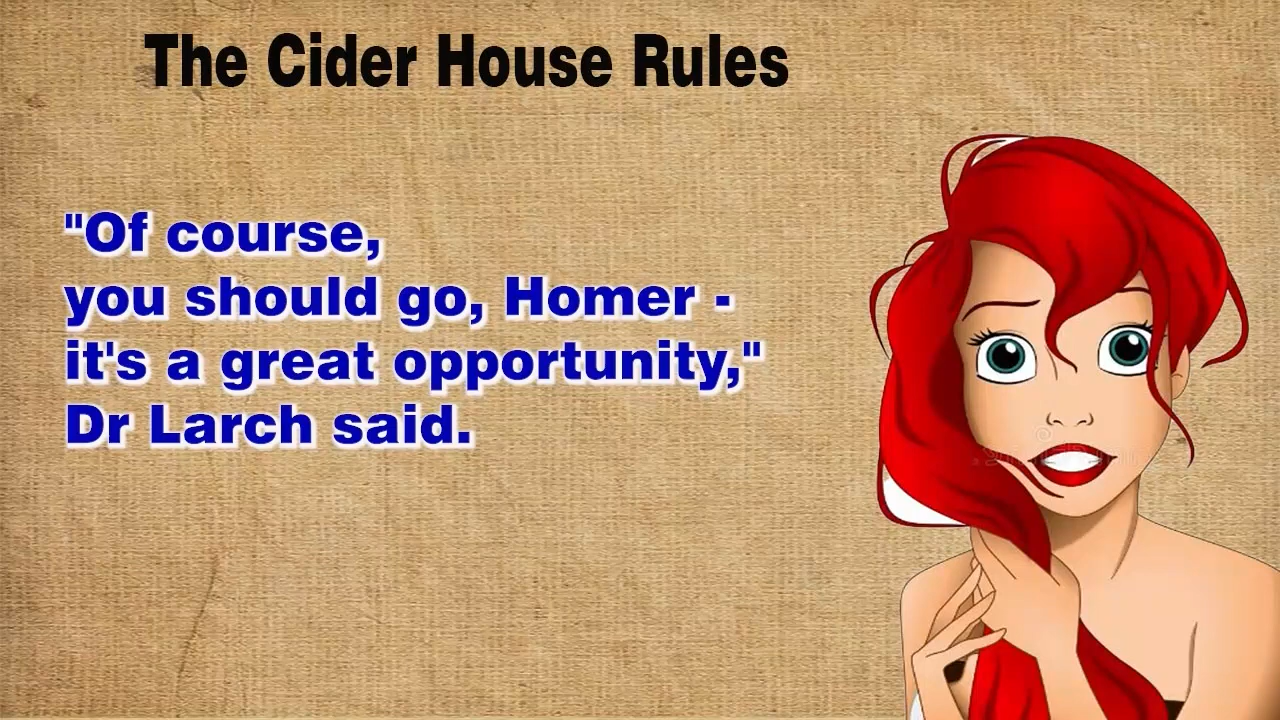 The Cider House Rules
"Of course,
you should go, Homer -
it's a great opportunity,"
Dr Larch said.